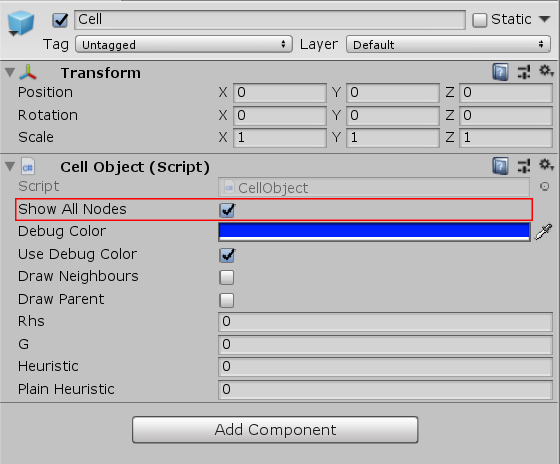 Cell Static
Tag Untagged Layer Default
Transform
Position X 0 Y 0 Z 0
Rotation X 0 Y 0 Z 0
Scale X 1 Y 1 Z 1
Cell Object (Script)
Script c# CellObject
Show All Nodes
Debug Color
Use Debug Color
Draw Neighbours
Draw Parent
Rhs 0
G 0
Heuristic 0
Plain Heuristic 0
Add Component